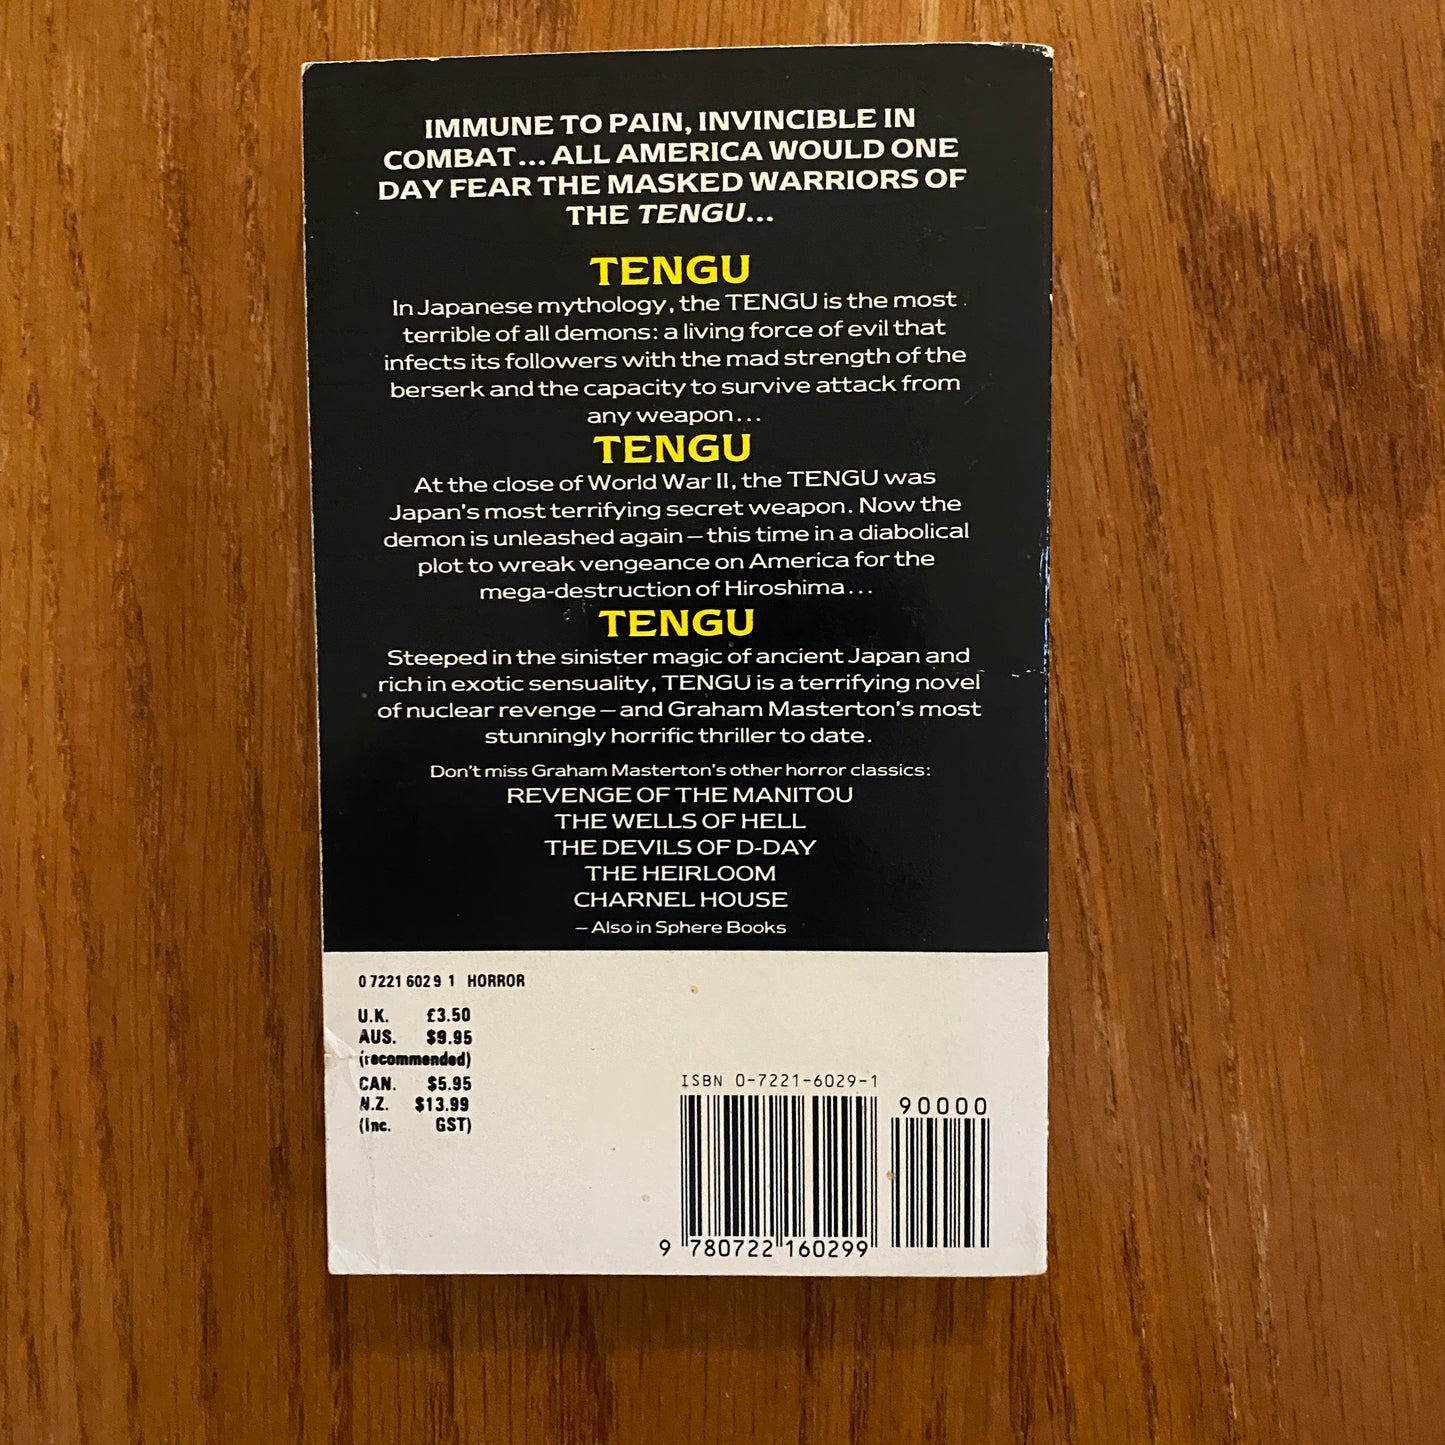 IMMUNE TO PAIN, INVINCIBLE IN
COMBAT... ALL AMERICA WOULD ONE
DAY FEAR THE MASKED WARRIORS OF
THE TENGU...
TENGU
In Japanese mythology, the TENGU is the most
terrible of all demons: a living force of evil that
infects its followers with the mad strength of the
berserk and the capacity to survive attack from
any weapon...
TENGU
At the close of World War II, the TENGU was
Japan's most terrifying secret weapon. Now the
demon is unleashed again – this time in a diabolical
plot to wreak vengeance on America for the
mega-destruction of Hiroshima...
TENGU
Steeped in the sinister magic of ancient Japan and
rich in exotic sensuality, TENGU is a terrifying novel
of nuclear revenge – and Graham Masterton's most
stunningly horrific thriller to date.
Don't miss Graham Masterton's other horror classics:
REVENGE OF THE MANITOU
THE WELLS OF HELL
THE DEVILS OF D-DAY
THE HEIRLOOM
CHARNEL HOUSE
– Also in Sphere Books
0 7221 6029 1 HORROR
U.K. £3.50
AUS. $9.95
(recommended)
CAN. $5.95
N.Z. $13.99
(Inc. GST)
ISBN 0-7221-6029-1
90000
9 780722 160299